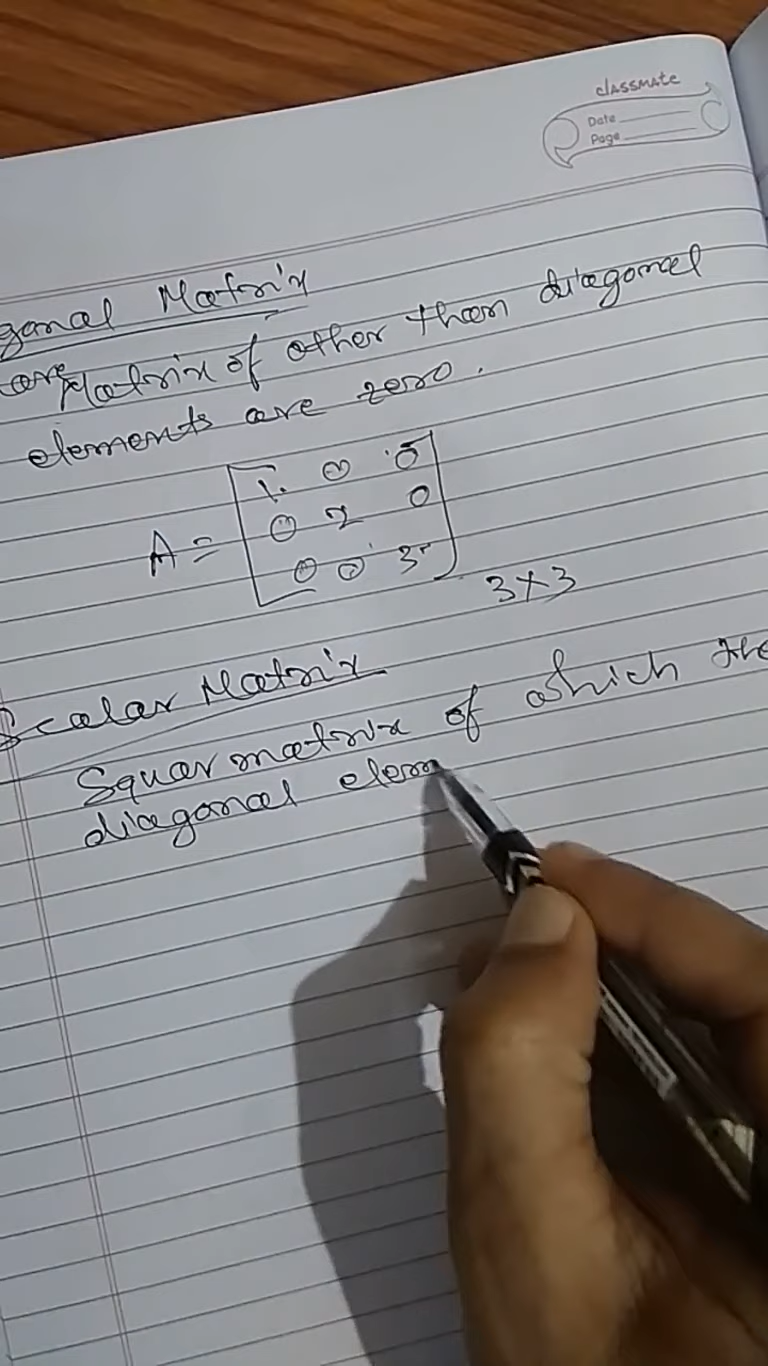 classmate
Date
Page
gonal Matrix
are Matrix of other than diagonal
elements are zero.
1 0 0
A = 0 2 0
0 0 3
3×3
Scalar Matrix
Squar matrix of which the
diagonal elem